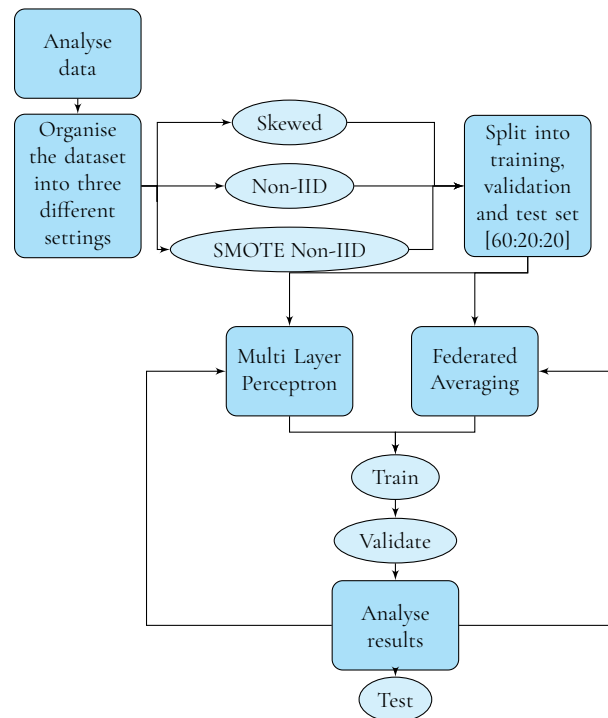 Analyse
data
Organise
the dataset
into three
different
settings
Skewed
Non-IID
SMOTE Non-IID
Split into
training,
validation
and test set
[60:20:20]
Multi Layer
Perceptron
Federated
Averaging
Train
Validate
Analyse
results
Test